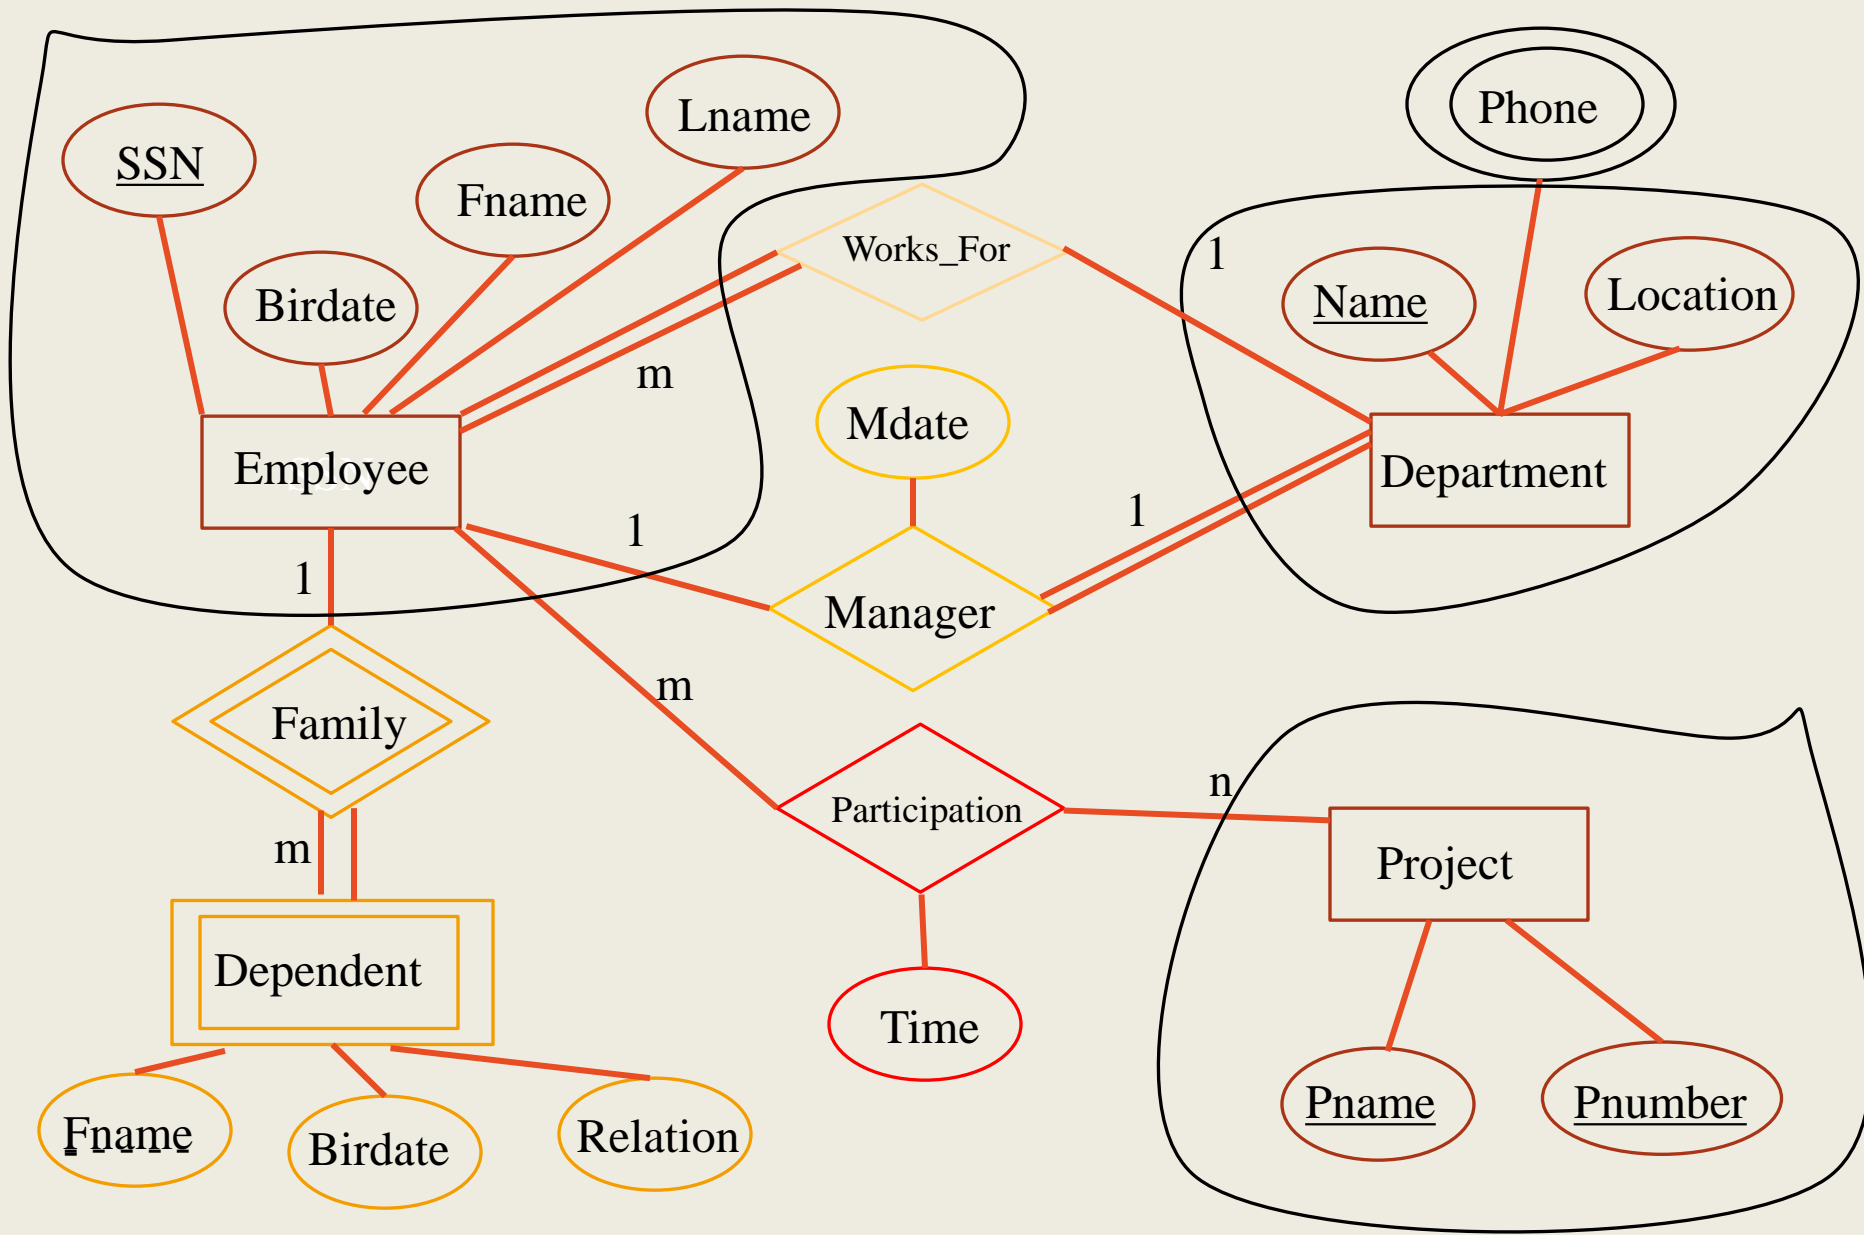 Lname
Phone
SSN
Fname
Works_For
1
Name
Location
Birdate
m
Mdate
Employee
Department
1
1
1
Manager
Family
m
Participation
n
m
Project
Dependent
Time
Pname
Pnumber
Fname
Birdate
Relation